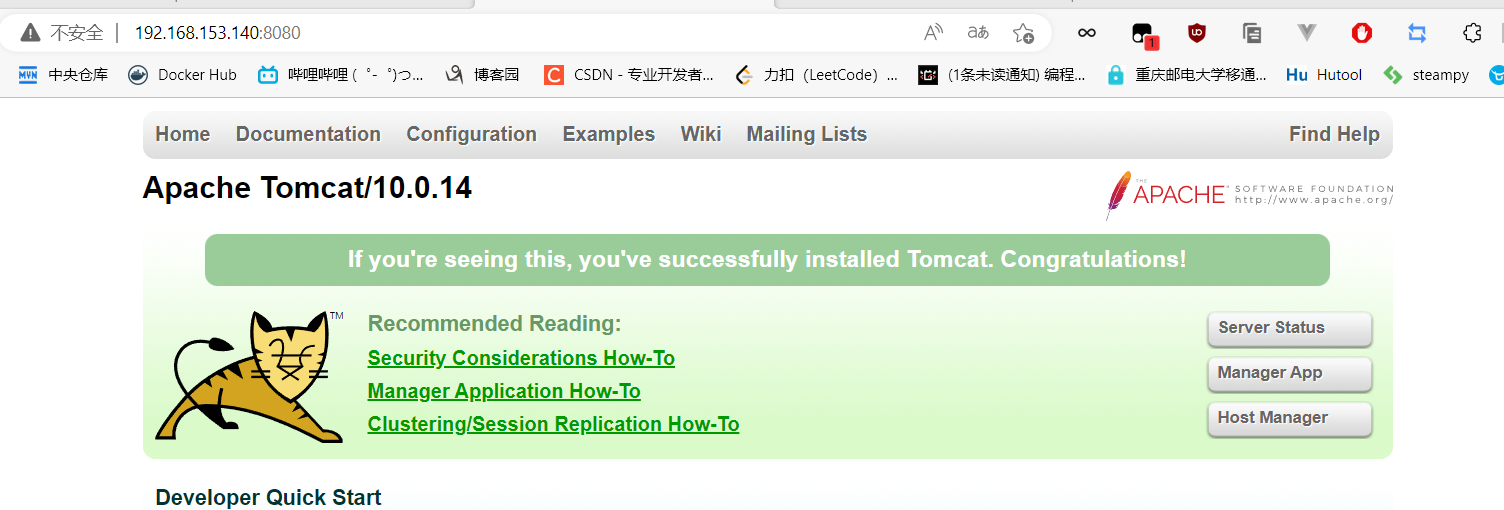 不安全 192.168.153.140:8080
中央仓库 Docker Hub 哔哩哔哩 (゜-゜)つ... 博客园 CSDN - 专业开发者... 力扣（LeetCode）... (1条未读通知) 编程... 重庆邮电大学移通... Hutool steampy
Home Documentation Configuration Examples Wiki Mailing Lists Find Help
Apache Tomcat/10.0.14
THE APACHE SOFTWARE FOUNDATION
http://www.apache.org/
If you're seeing this, you've successfully installed Tomcat. Congratulations!
TM
Recommended Reading:
Security Considerations How-To
Manager Application How-To
Clustering/Session Replication How-To
Server Status
Manager App
Host Manager
Developer Quick Start